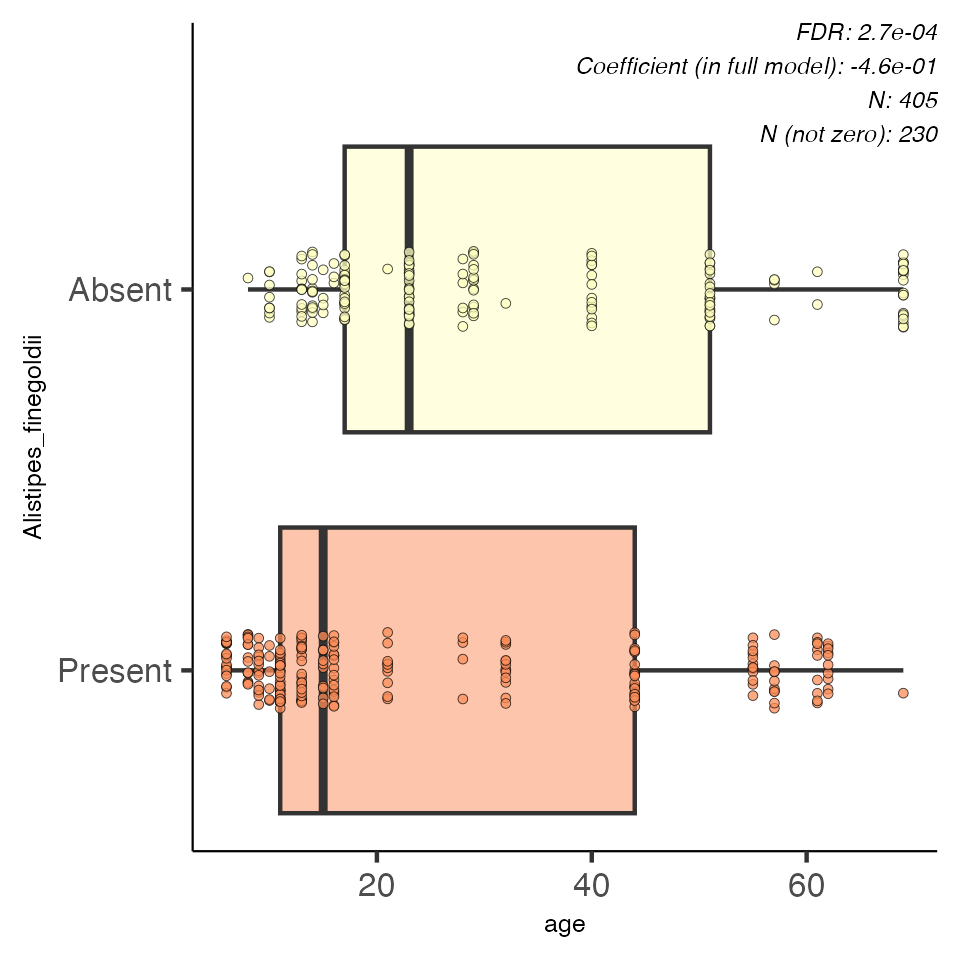 FDR: 2.7e-04
Coefficient (in full model): -4.6e-01
N: 405
N (not zero): 230
Absent
Alistipes_finegoldii
Present
20 40 60
age